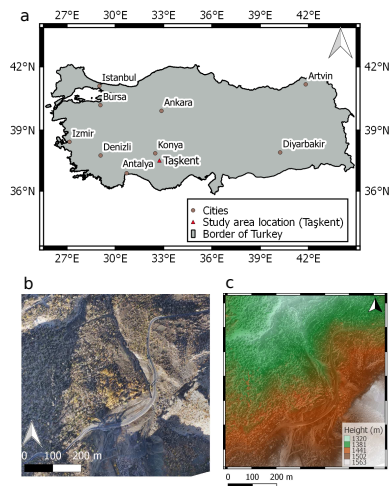 a
27°E 30°E 33°E 36°E 39°E 42°E
42°N 42°N
Artvin
Istanbul
Bursa
Ankara
39°N 39°N
Izmir
Denizli
Konya
Diyarbakir
Antalya
Taşkent
36°N 36°N
Cities
Study area location (Taşkent)
Border of Turkey
27°E 30°E 33°E 36°E 39°E 42°E
b
0 100 200 m
c
Height (m)
1320
1381
1441
1502
1563
0 100 200 m